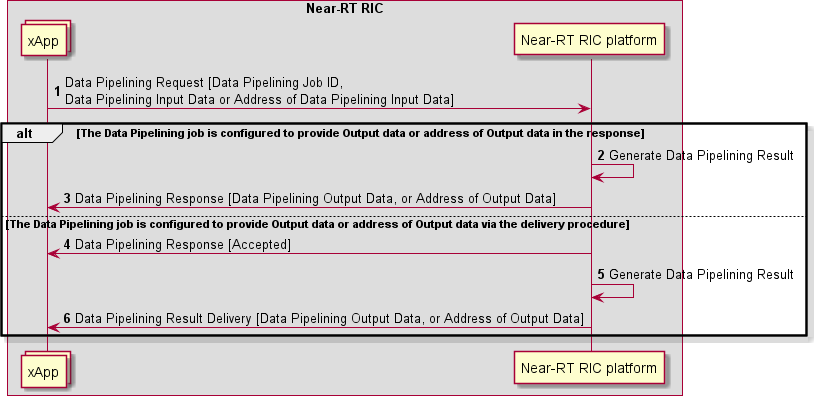 Near-RT RIC
xApp
Near-RT RIC platform
1 Data Pipelining Request [Data Pipelining Job ID,
Data Pipelining Input Data or Address of Data Pipelining Input Data]
alt [The Data Pipelining job is configured to provide Output data or address of Output data in the response]
2 Generate Data Pipelining Result
3 Data Pipelining Response [Data Pipelining Output Data, or Address of Output Data]
[The Data Pipelining job is configured to provide Output data or address of Output data via the delivery procedure]
4 Data Pipelining Response [Accepted]
5 Generate Data Pipelining Result
6 Data Pipelining Result Delivery [Data Pipelining Output Data, or Address of Output Data]
xApp
Near-RT RIC platform